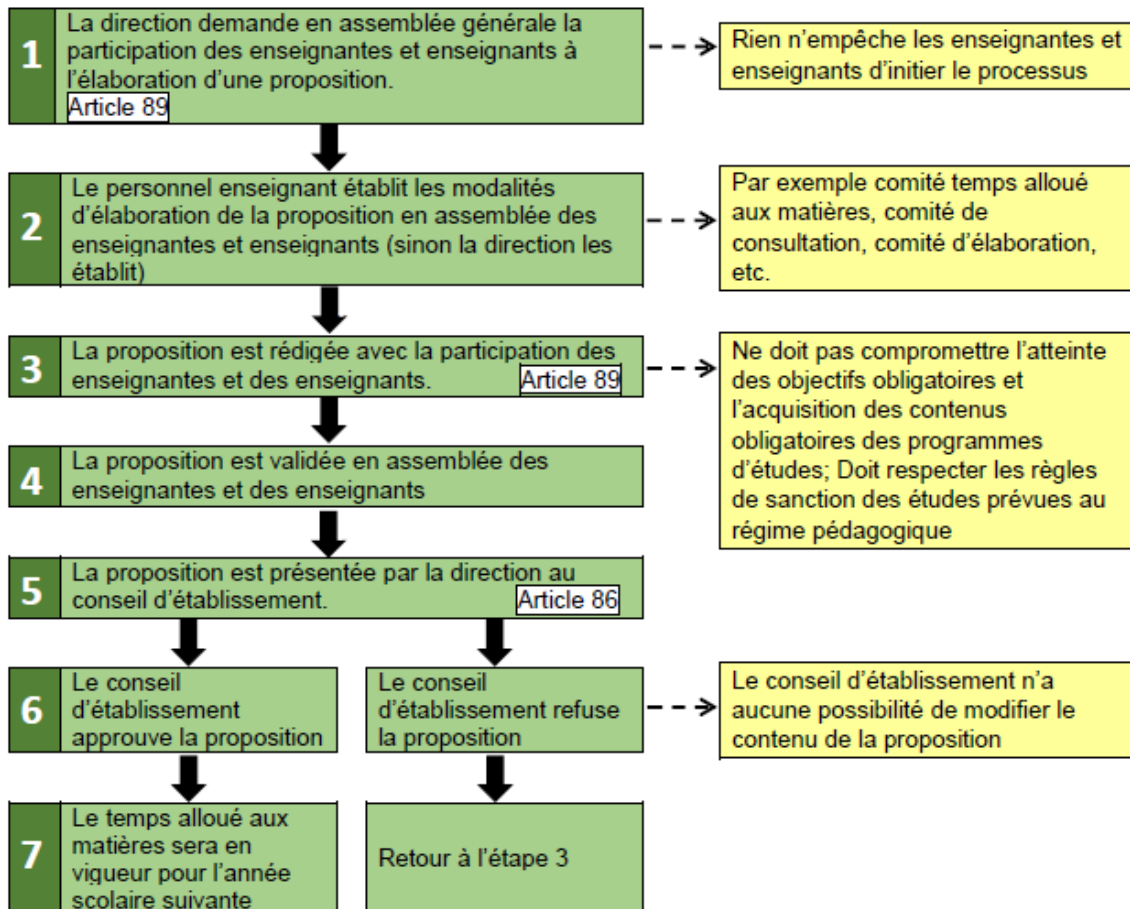 1
La direction demande en assemblée générale la
participation des enseignantes et enseignants à
l'élaboration d'une proposition.
Article 89
Rien n'empêche les enseignantes et
enseignants d'initier le processus
2
Le personnel enseignant établit les modalités
d'élaboration de la proposition en assemblée des
enseignantes et enseignants (sinon la direction les
établit)
Par exemple comité temps alloué
aux matières, comité de
consultation, comité d'élaboration,
etc.
3
La proposition est rédigée avec la participation des
enseignantes et des enseignants. Article 89
Ne doit pas compromettre l'atteinte
des objectifs obligatoires et
l'acquisition des contenus
obligatoires des programmes
d'études; Doit respecter les règles
de sanction des études prévues au
régime pédagogique
4
La proposition est validée en assemblée des
enseignantes et des enseignants
5
La proposition est présentée par la direction au
conseil d'établissement. Article 86
6
Le conseil
d'établissement
approuve la proposition
Le conseil
d'établissement refuse
la proposition
Le conseil d'établissement n'a
aucune possibilité de modifier le
contenu de la proposition
7
Le temps alloué aux
matières sera en
vigueur pour l'année
scolaire suivante
Retour à l'étape 3